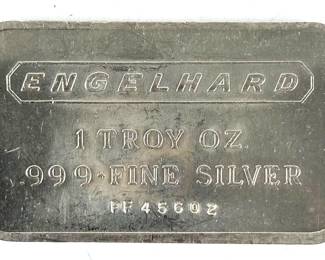 ENGELHARD
1 TROY OZ.
999+FINE SILVER
PF45602